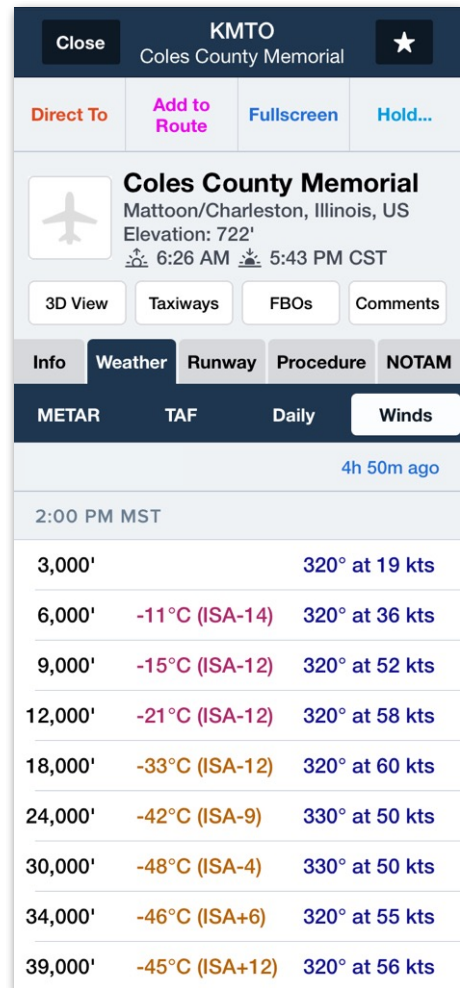 Close KMTO
Coles County Memorial
Direct To Add to Route Fullscreen Hold...
Coles County Memorial
Mattoon/Charleston, Illinois, US
Elevation: 722'
6:26 AM 5:43 PM CST
3D View Taxiways FBOs Comments
Info Weather Runway Procedure NOTAM
METAR TAF Daily Winds
4h 50m ago
2:00 PM MST
3,000' 320° at 19 kts
6,000' -11°C (ISA-14) 320° at 36 kts
9,000' -15°C (ISA-12) 320° at 52 kts
12,000' -21°C (ISA-12) 320° at 58 kts
18,000' -33°C (ISA-12) 320° at 60 kts
24,000' -42°C (ISA-9) 330° at 50 kts
30,000' -48°C (ISA-4) 330° at 50 kts
34,000' -46°C (ISA+6) 320° at 55 kts
39,000' -45°C (ISA+12) 320° at 56 kts